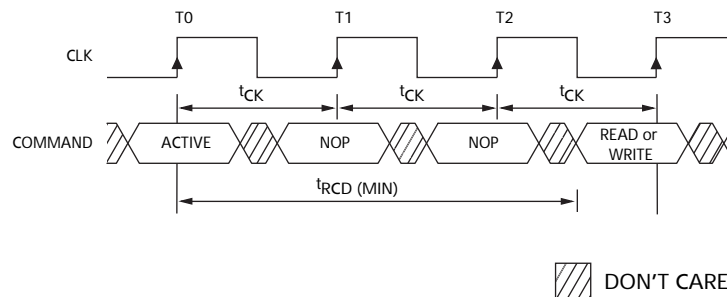 T0 T1 T2 T3
CLK
tCK tCK tCK
COMMAND ACTIVE NOP NOP READ or
WRITE
tRCD (MIN)
DON'T CARE